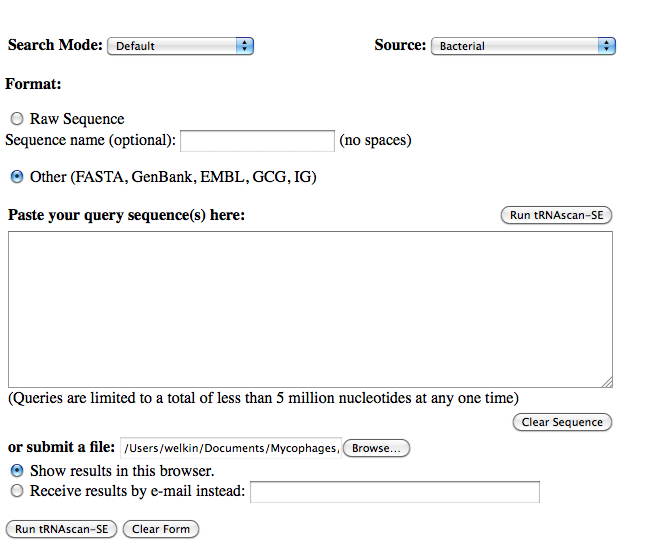 Search Mode: Default Source: Bacterial
Format:
Raw Sequence
Sequence name (optional): (no spaces)
Other (FASTA, GenBank, EMBL, GCG, IG)
Paste your query sequence(s) here: Run tRNAscan-SE
(Queries are limited to a total of less than 5 million nucleotides at any one time)
Clear Sequence
or submit a file: /Users/welkin/Documents/Mycophages, Browse...
Show results in this browser.
Receive results by e-mail instead:
Run tRNAscan-SE Clear Form